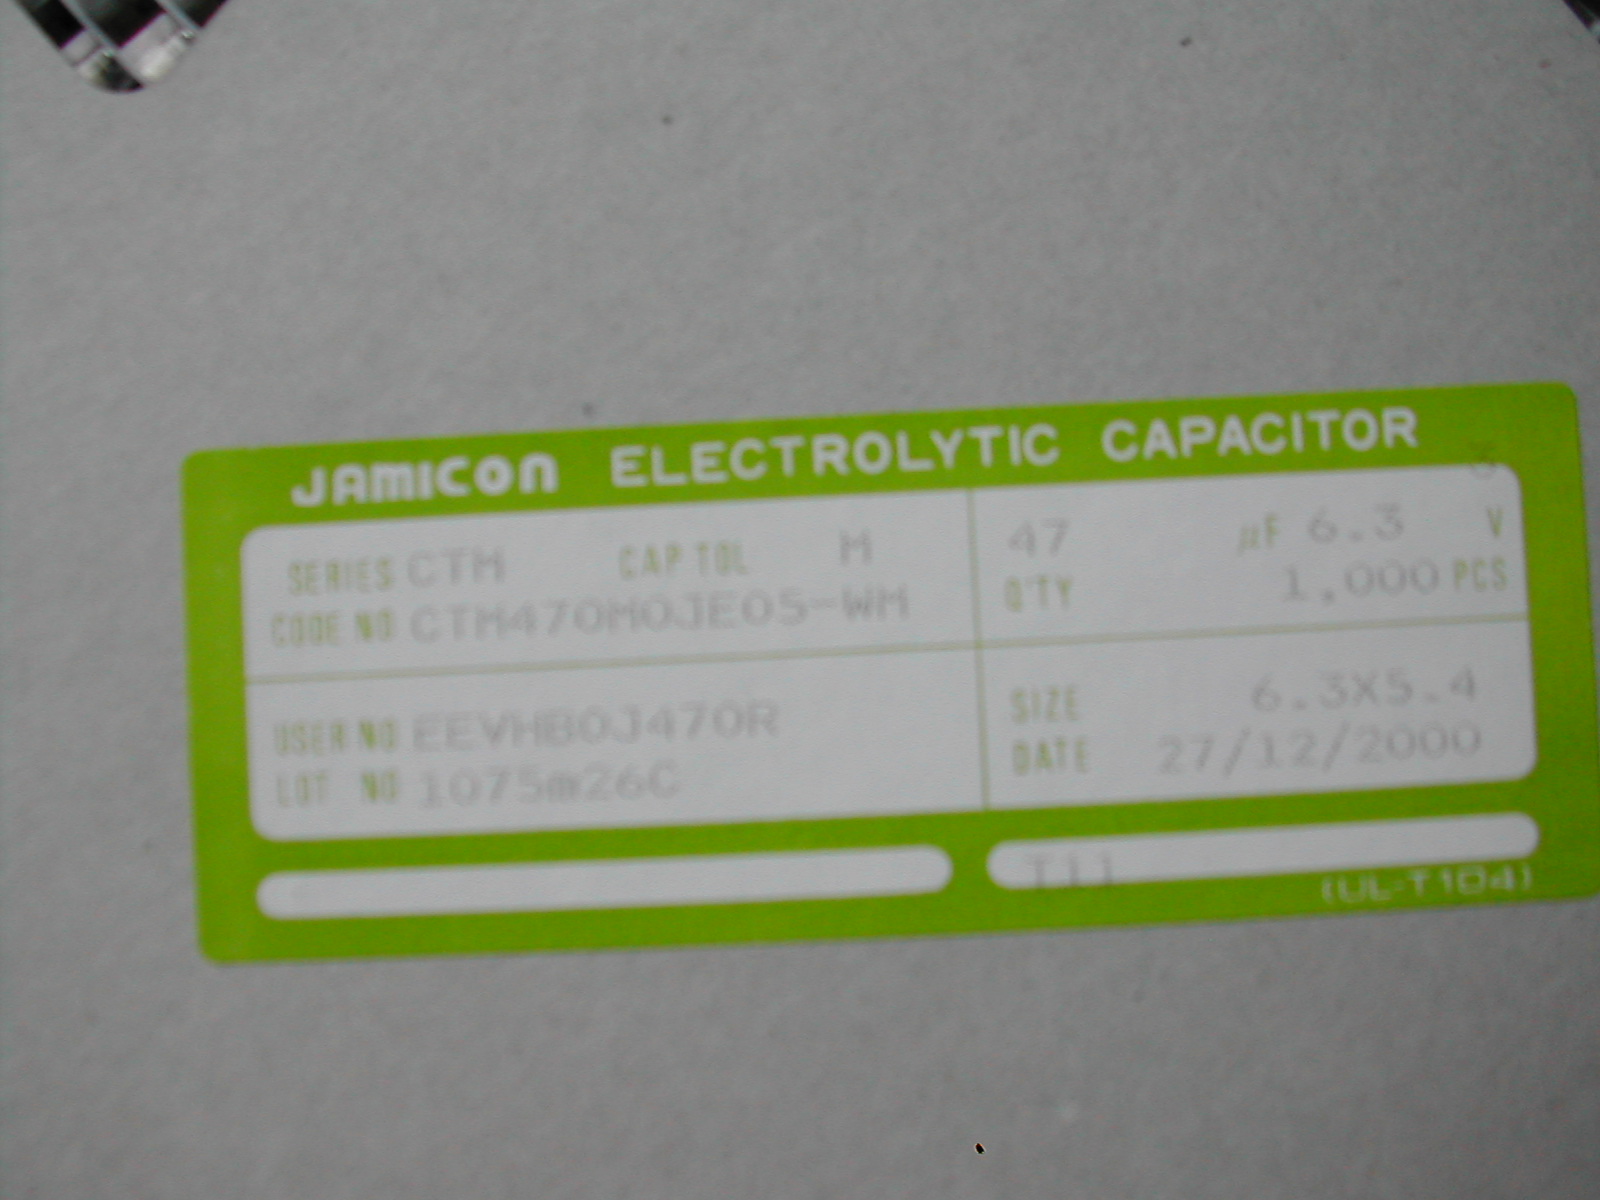 JAMICON ELECTROLYTIC CAPACITOR
SERIES CTM CAP TOL M
CODE NO CTM470M0JE05-WM
47 µF 6.3 V
Q'TY 1,000 PCS
USER NO EEVHB0J470R
LOT NO 1075m26C
SIZE 6.3X5.4
DATE 27/12/2000
T11
(UL-T104)